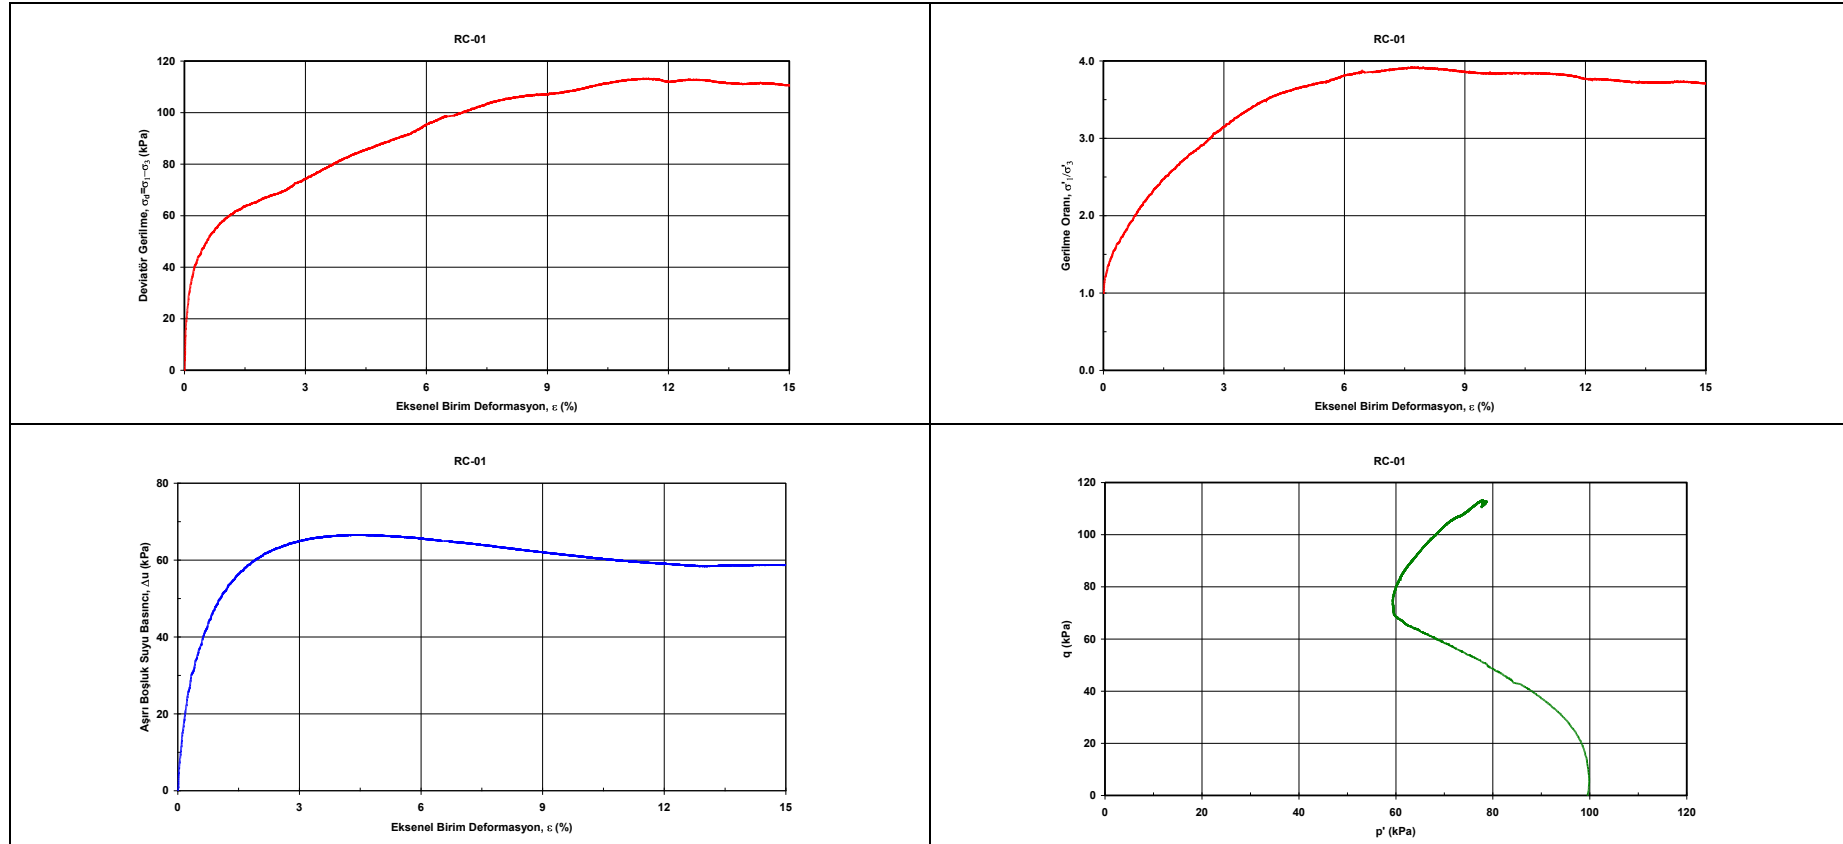 RC-01
Deviatör Gerilme, σd=σ1−σ3 (kPa)
120
100
80
60
40
20
0
0 3 6 9 12 15
Eksenel Birim Deformasyon, ε (%)
RC-01
Gerilme Oranı, σ'1/σ'3
4.0
3.0
2.0
1.0
0.0
0 3 6 9 12 15
Eksenel Birim Deformasyon, ε (%)
RC-01
Aşırı Boşluk Suyu Basıncı, Δu (kPa)
80
60
40
20
0
0 3 6 9 12 15
Eksenel Birim Deformasyon, ε (%)
RC-01
q (kPa)
120
100
80
60
40
20
0
0 20 40 60 80 100 120
p' (kPa)